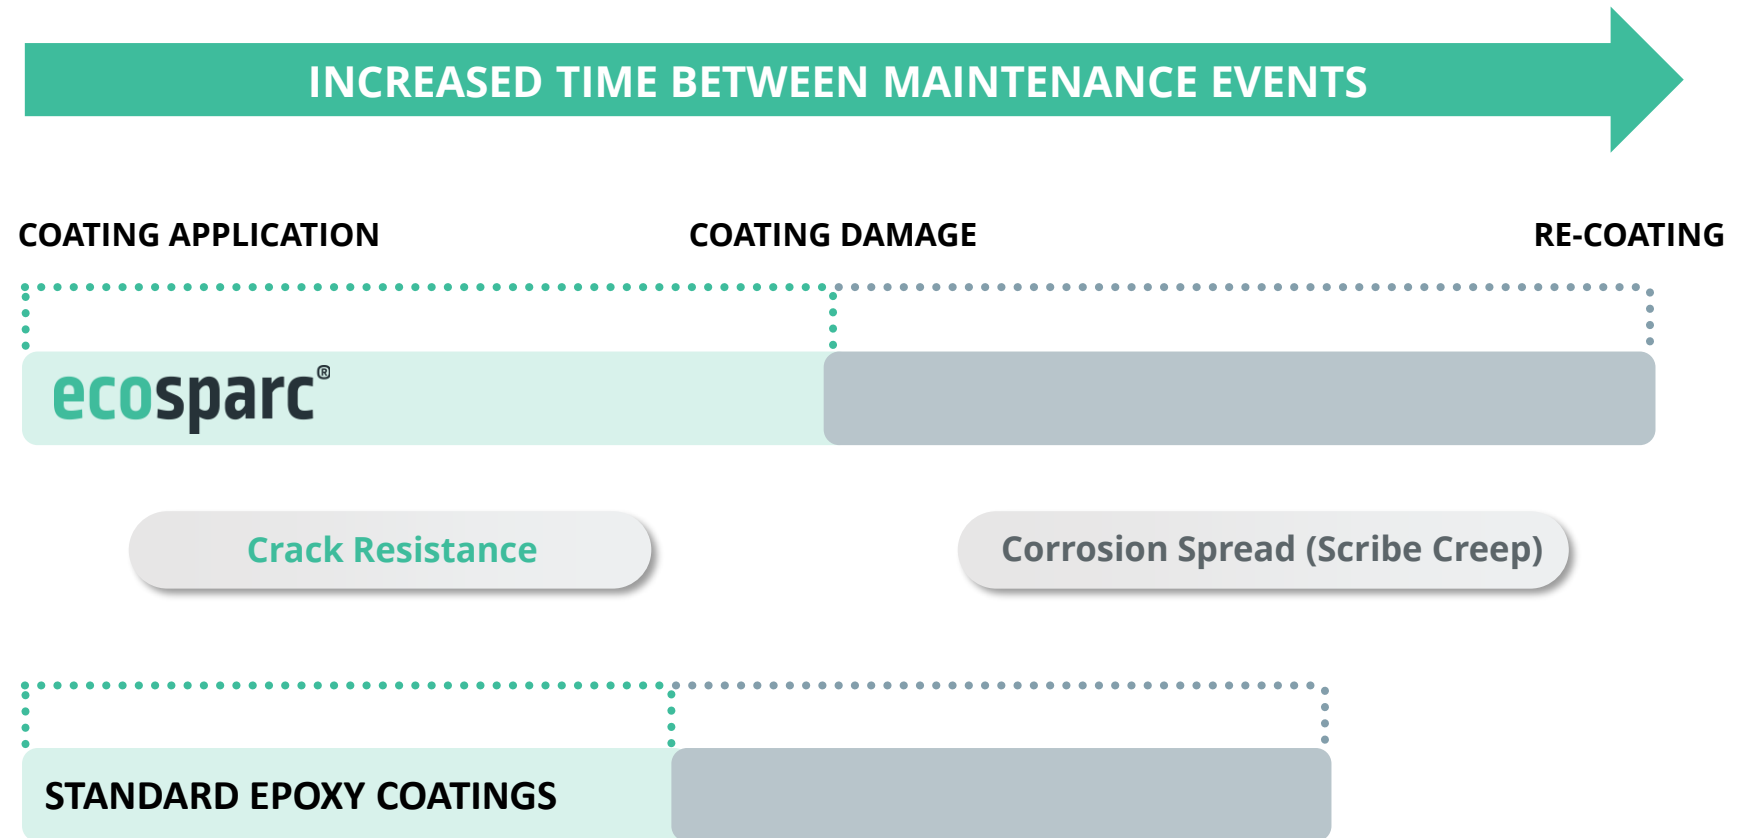 INCREASED TIME BETWEEN MAINTENANCE EVENTS
COATING APPLICATION
COATING DAMAGE
RE-COATING
ecosparc®
Crack Resistance
Corrosion Spread (Scribe Creep)
STANDARD EPOXY COATINGS